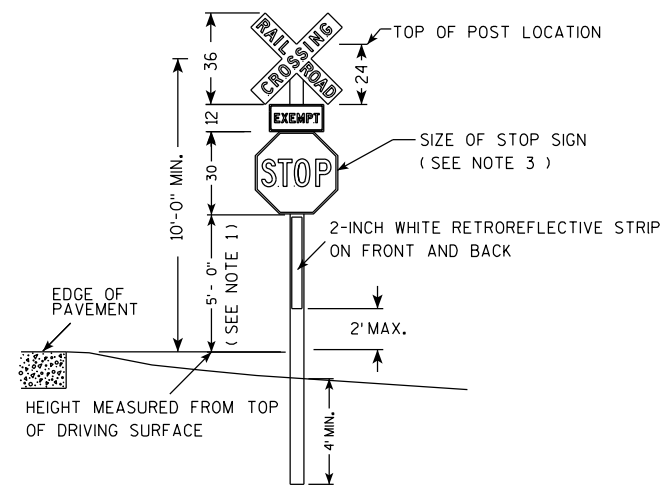 RAILROAD
CROSSING
TOP OF POST LOCATION
36
24
12
EXEMPT
10'-0" MIN.
STOP
SIZE OF STOP SIGN
( SEE NOTE 3 )
30
2-INCH WHITE RETROREFLECTIVE STRIP
ON FRONT AND BACK
5'- 0"
( SEE NOTE 1 )
EDGE OF
PAVEMENT
2' MAX.
HEIGHT MEASURED FROM TOP
OF DRIVING SURFACE
4' MIN.